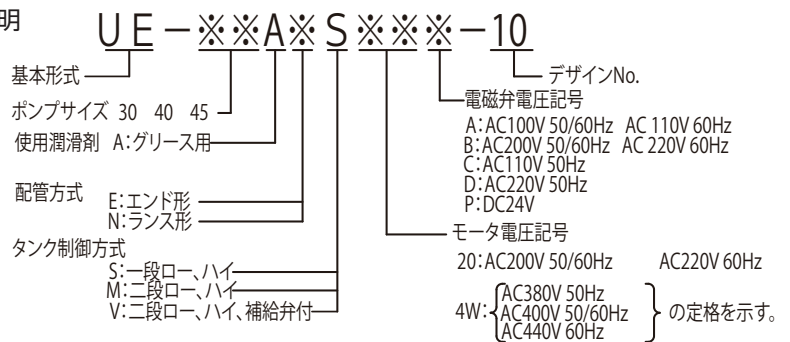 明
UE－※※A※S※※※－10
基本形式
ポンプサイズ 30 40 45
使用潤滑剤 A：グリース用
配管方式
E：エンド形
N：ランス形
タンク制御方式
S：一段ロー、ハイ
M：二段ロー、ハイ
V：二段ロー、ハイ、補給弁付
デザインNo.
電磁弁電圧記号
A：AC100V 50/60Hz AC 110V 60Hz
B：AC200V 50/60Hz AC 220V 60Hz
C：AC110V 50Hz
D：AC220V 50Hz
P：DC24V
モータ電圧記号
20：AC200V 50/60Hz AC220V 60Hz
4W：
AC380V 50Hz
AC400V 50/60Hz
AC440V 60Hz
の定格を示す。